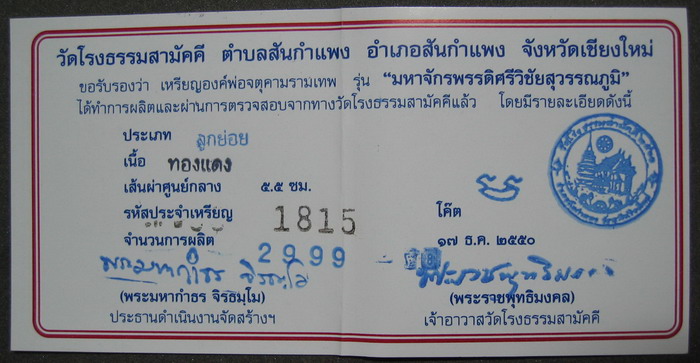 วัดโรงธรรมสามัคคี ตำบลสันกำแพง อำเภอสันกำแพง จังหวัดเชียงใหม่
ขอรับรองว่า เหรียญองค์พ่อจตุคามรามเทพ รุ่น “มหาจักรพรรดิศรีวิชัยสุวรรณภูมิ”
ได้ทำการผลิตและผ่านการตรวจสอบจากทางวัดโรงธรรมสามัคคีแล้ว โดยมีรายละเอียดดังนี้
ประเภท ลูกย่อย
เนื้อ ทองแดง
เส้นผ่าศูนย์กลาง ๕.๕ ซม.
รหัสประจำเหรียญ 1815 โค๊ต
จำนวนการผลิต 2999 ๑๗ ธ.ค. ๒๕๕๐
พระมหากำธร จิรธมฺโม
(พระมหากำธร จิรธมฺโม) (พระราชพุทธิมงคล)
ประธานดำเนินงานจัดสร้างฯ เจ้าอาวาสวัดโรงธรรมสามัคคี